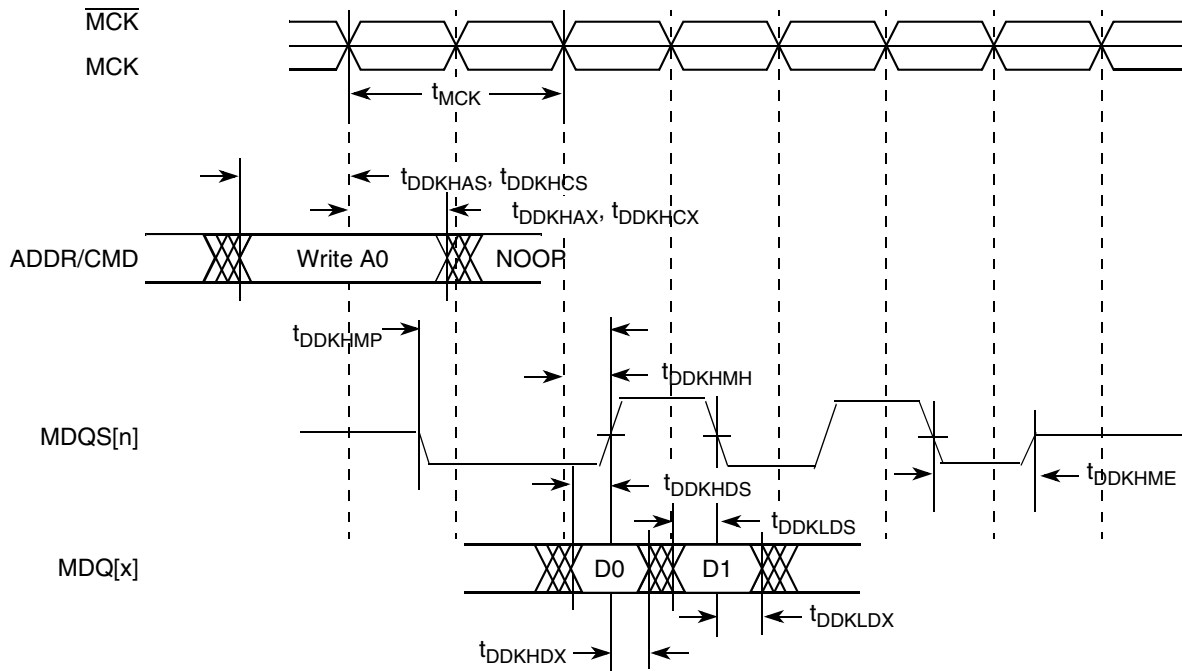 MCK
MCK
tMCK
tDDKHAS, tDDKHCS
tDDKHAX, tDDKHCX
ADDR/CMD
Write A0
NOOP
tDDKHMP
tDDKHMH
MDQS[n]
tDDKHDS
tDDKHME
tDDKLDS
MDQ[x]
D0
D1
tDDKLDX
tDDKHDX